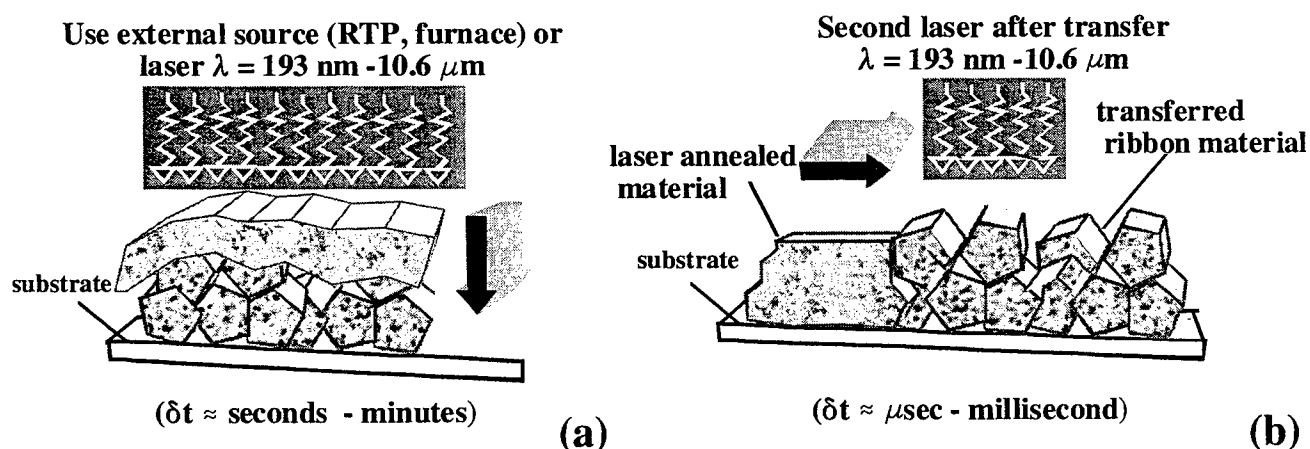 Use external source (RTP, furnace) or
laser λ = 193 nm -10.6 μm
substrate
(δt ≈ seconds - minutes)
(a)
Second laser after transfer
λ = 193 nm -10.6 μm
transferred
ribbon material
laser annealed
material
substrate
(δt ≈ μsec - millisecond)
(b)